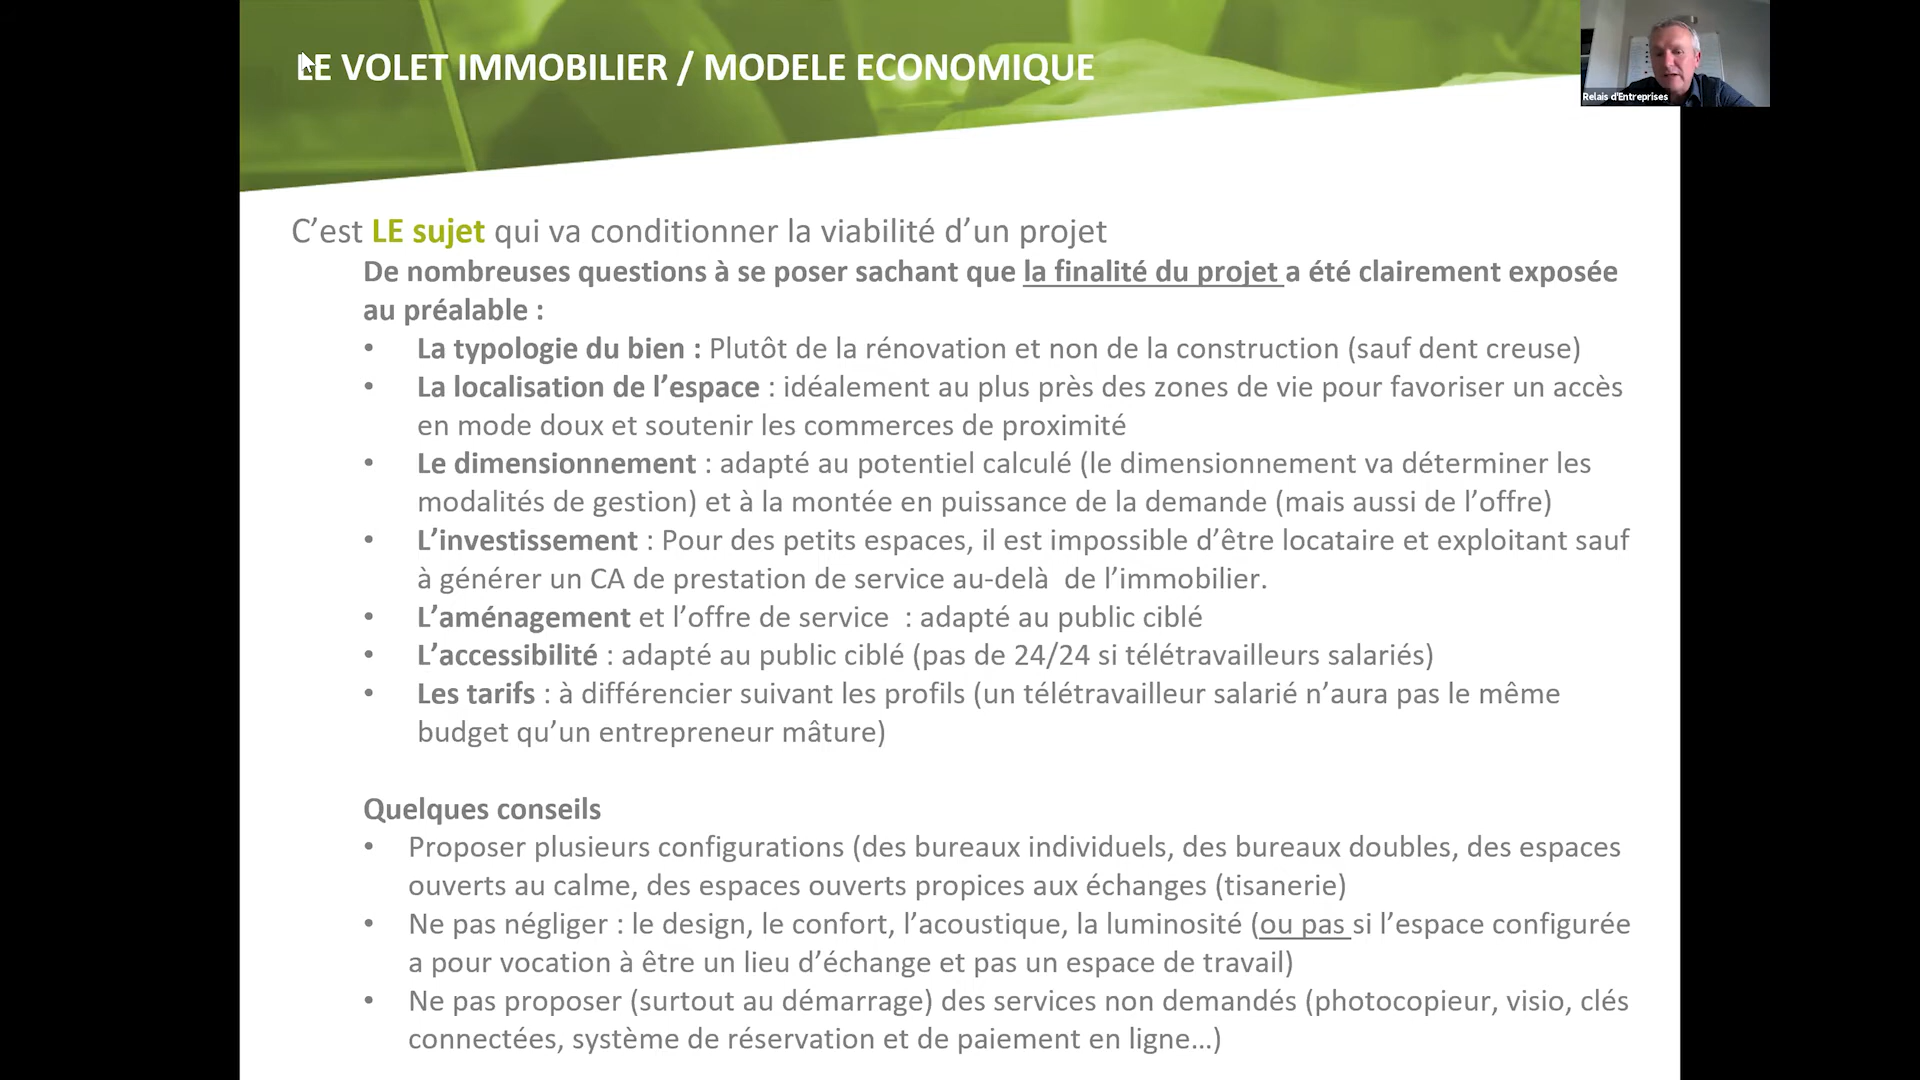 LE VOLET IMMOBILIER / MODELE ECONOMIQUE
Relais d'Entreprises
C’est LE sujet qui va conditionner la viabilité d’un projet
De nombreuses questions à se poser sachant que la finalité du projet a été clairement exposée
au préalable :
• La typologie du bien : Plutôt de la rénovation et non de la construction (sauf dent creuse)
• La localisation de l’espace : idéalement au plus près des zones de vie pour favoriser un accès
en mode doux et soutenir les commerces de proximité
• Le dimensionnement : adapté au potentiel calculé (le dimensionnement va déterminer les
modalités de gestion) et à la montée en puissance de la demande (mais aussi de l’offre)
• L’investissement : Pour des petits espaces, il est impossible d’être locataire et exploitant sauf
à générer un CA de prestation de service au-delà de l’immobilier.
• L’aménagement et l’offre de service : adapté au public ciblé
• L’accessibilité : adapté au public ciblé (pas de 24/24 si télétravailleurs salariés)
• Les tarifs : à différencier suivant les profils (un télétravailleur salarié n’aura pas le même
budget qu’un entrepreneur mâture)
Quelques conseils
• Proposer plusieurs configurations (des bureaux individuels, des bureaux doubles, des espaces
ouverts au calme, des espaces ouverts propices aux échanges (tisanerie)
• Ne pas négliger : le design, le confort, l’acoustique, la luminosité (ou pas si l’espace configurée
a pour vocation à être un lieu d’échange et pas un espace de travail)
• Ne pas proposer (surtout au démarrage) des services non demandés (photocopieur, visio, clés
connectées, système de réservation et de paiement en ligne…)